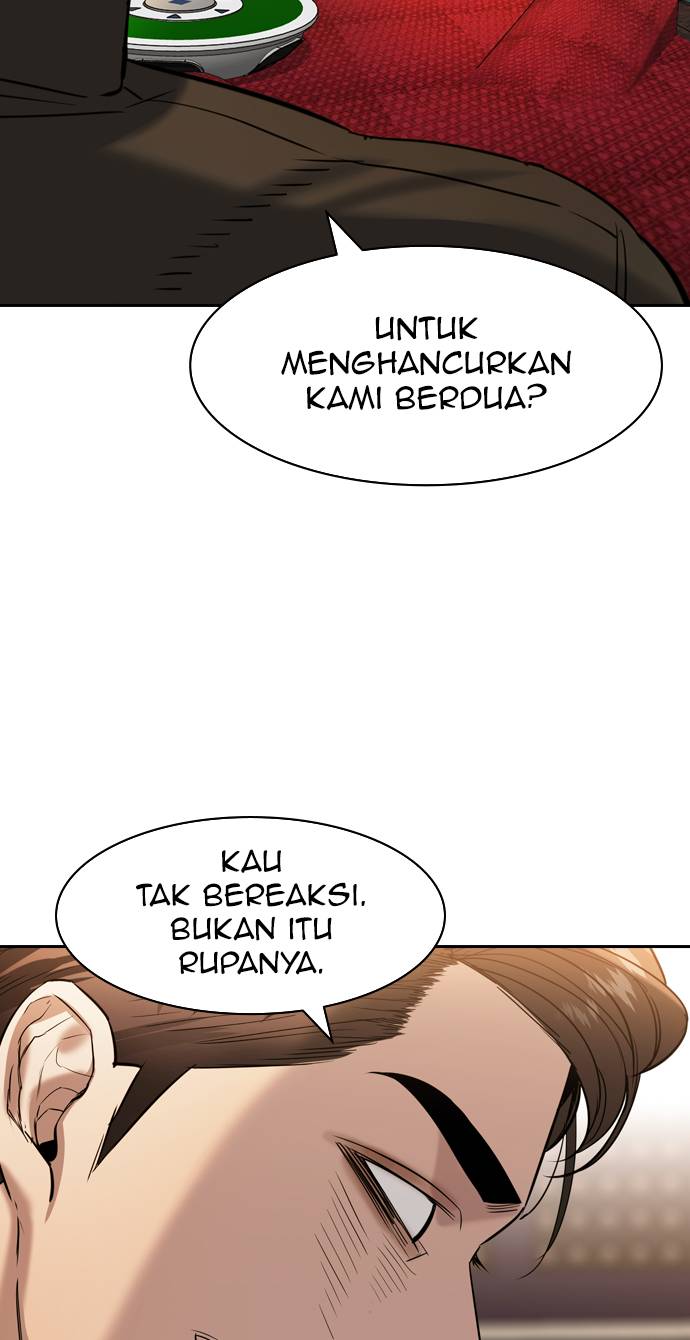 UNTUK
MENGHANCURKAN
KAMI BERDUA?
KAU
TAK BEREAKSI.
BUKAN ITU
RUPANYA.